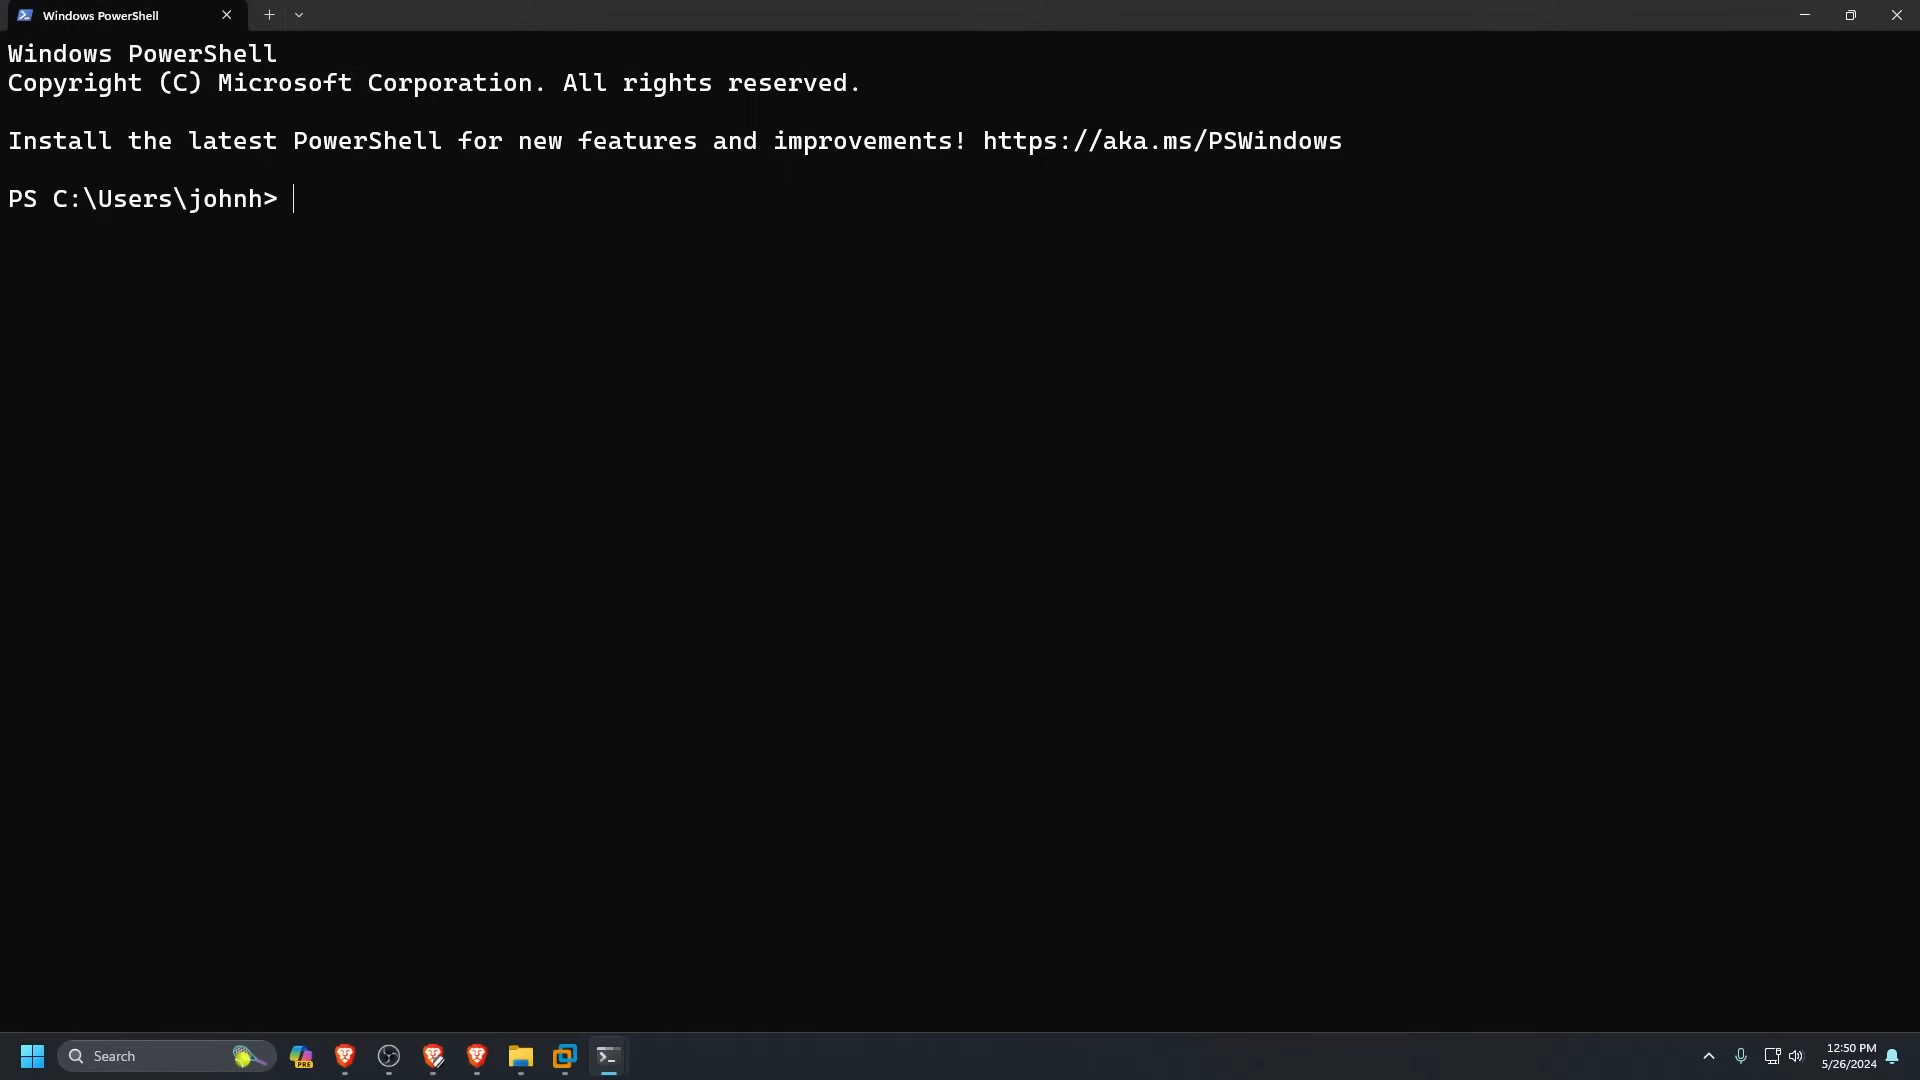 Windows PowerShell
Windows PowerShell
Copyright (C) Microsoft Corporation. All rights reserved.
Install the latest PowerShell for new features and improvements! https://aka.ms/PSWindows
PS C:\Users\johnh>
Search
PRE
12:50 PM
5/26/2024